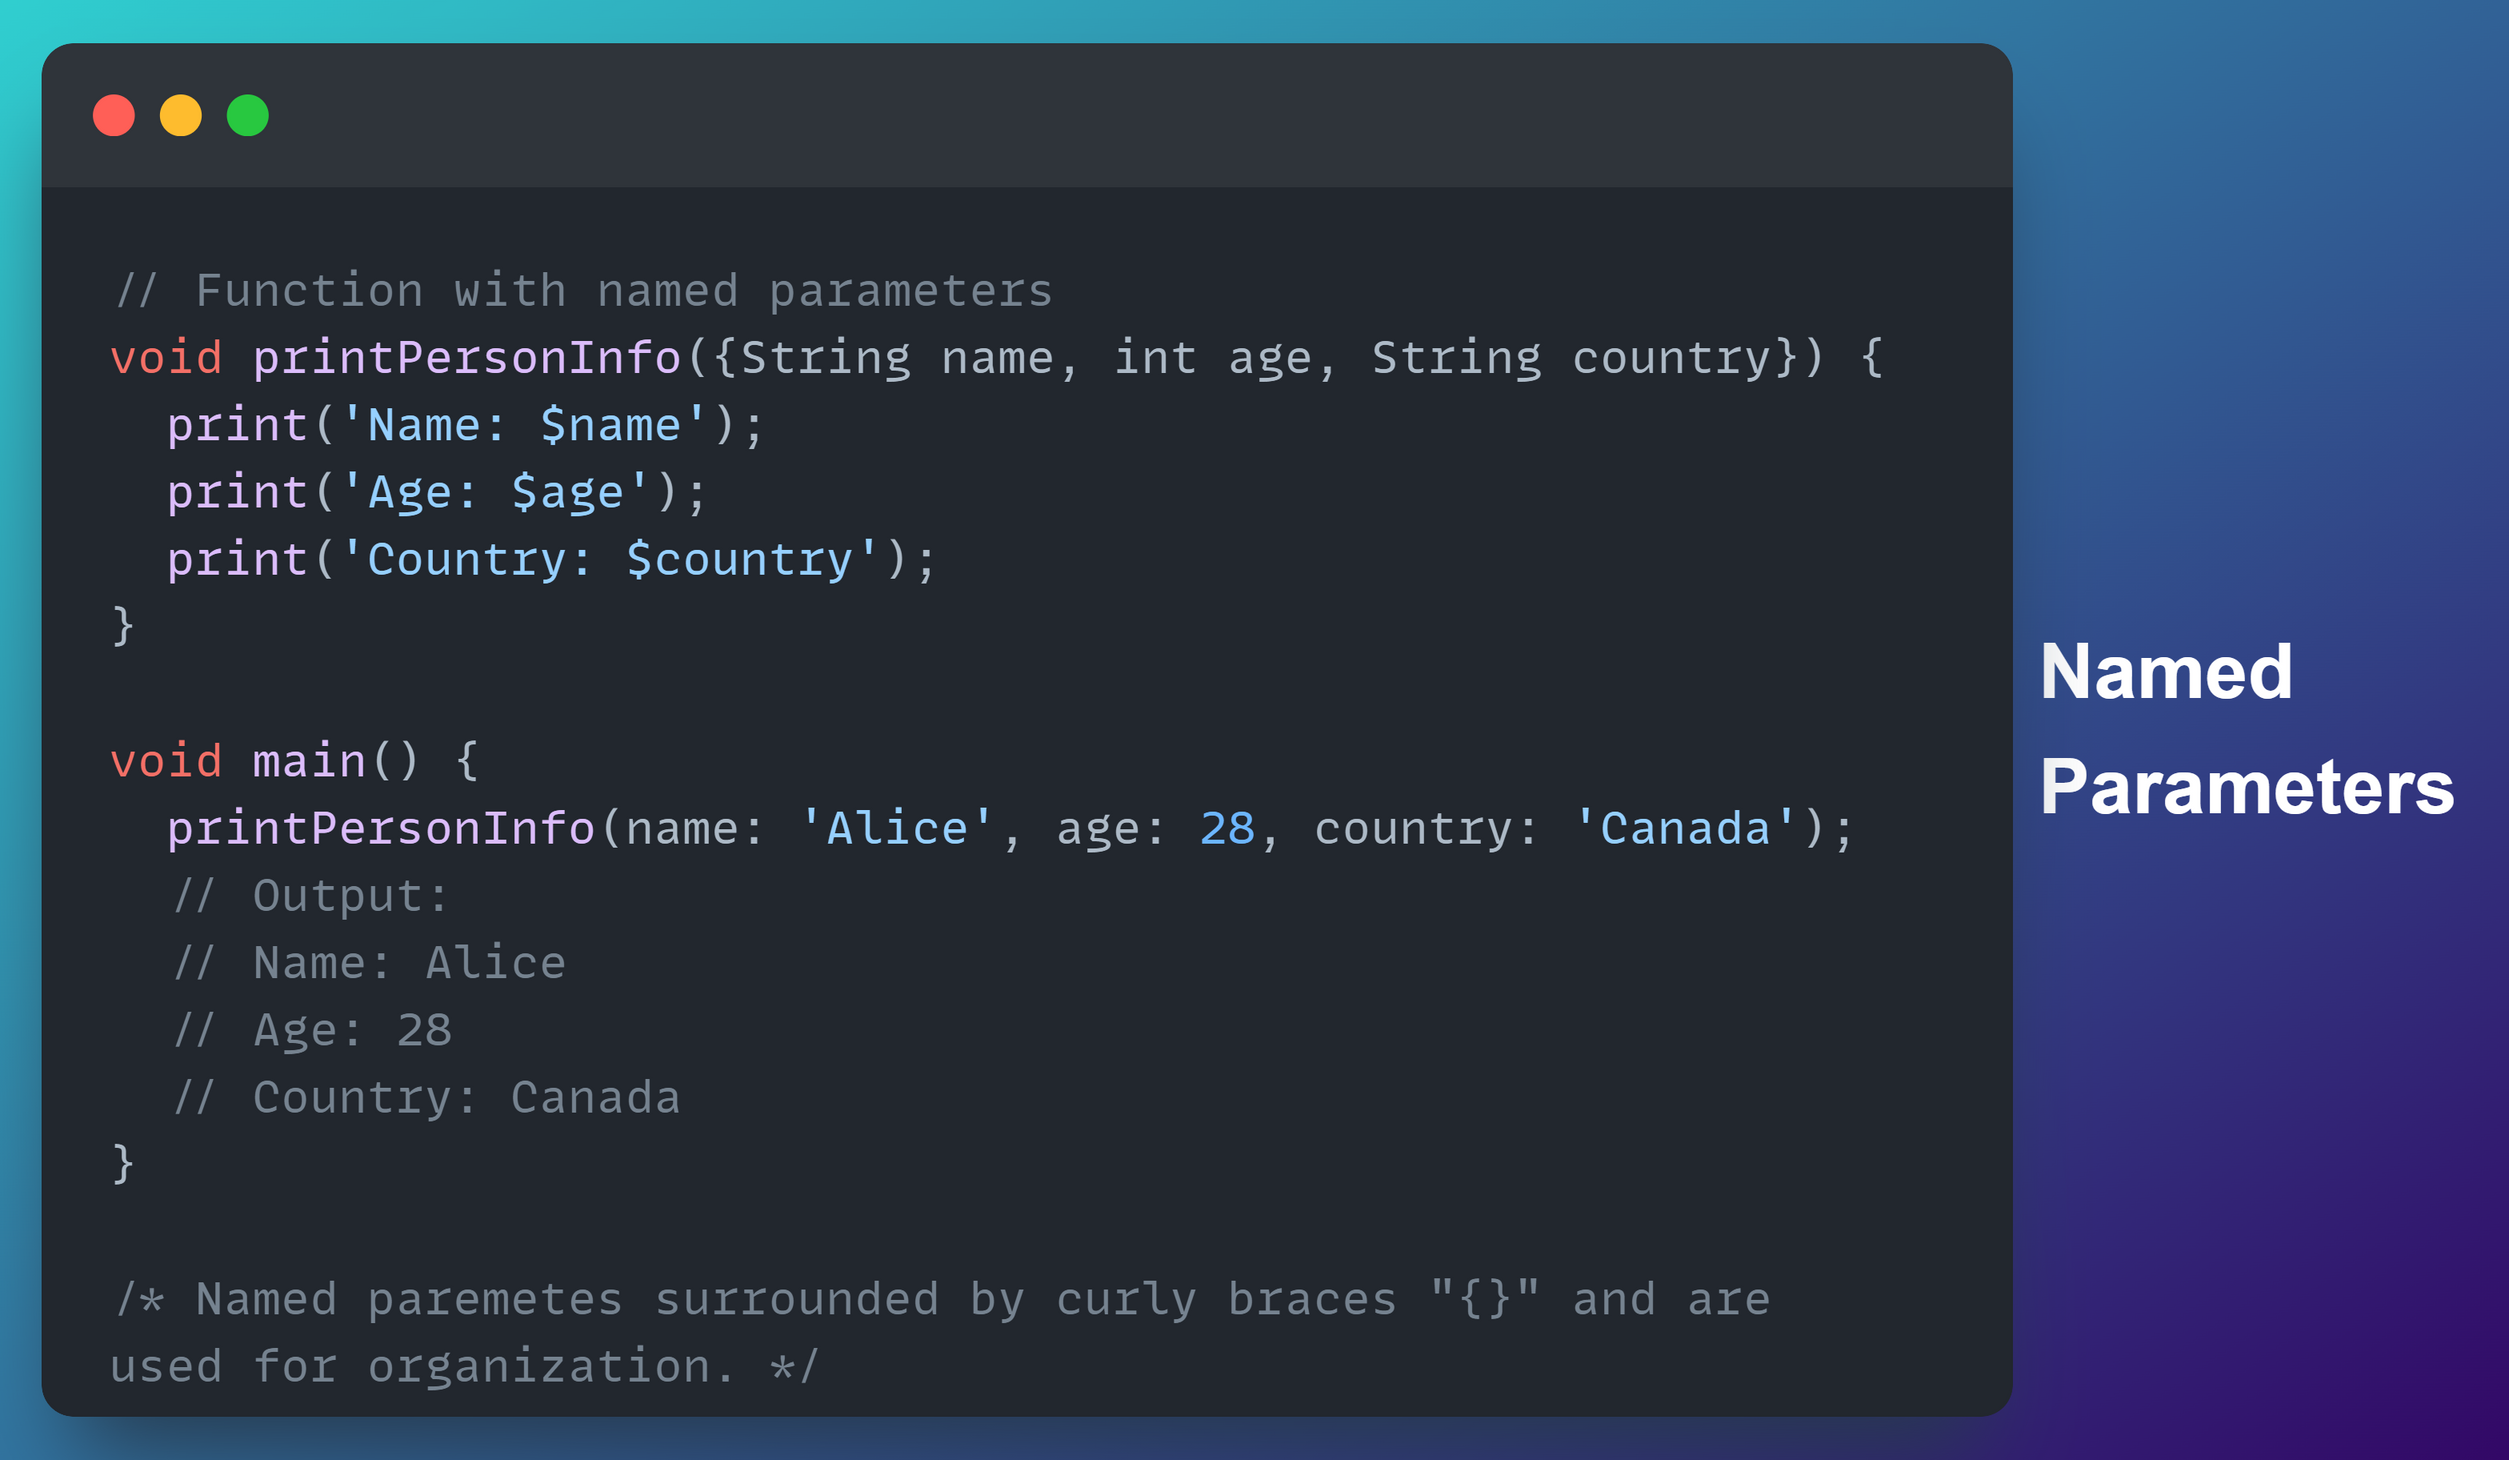 // Function with named parameters
void printPersonInfo({String name, int age, String country}) {
  print('Name: $name');
  print('Age: $age');
  print('Country: $country');
}

void main() {
  printPersonInfo(name: 'Alice', age: 28, country: 'Canada');
  // Output:
  // Name: Alice
  // Age: 28
  // Country: Canada
}

/* Named paremetes surrounded by curly braces "{}" and are
used for organization. */
Named
Parameters